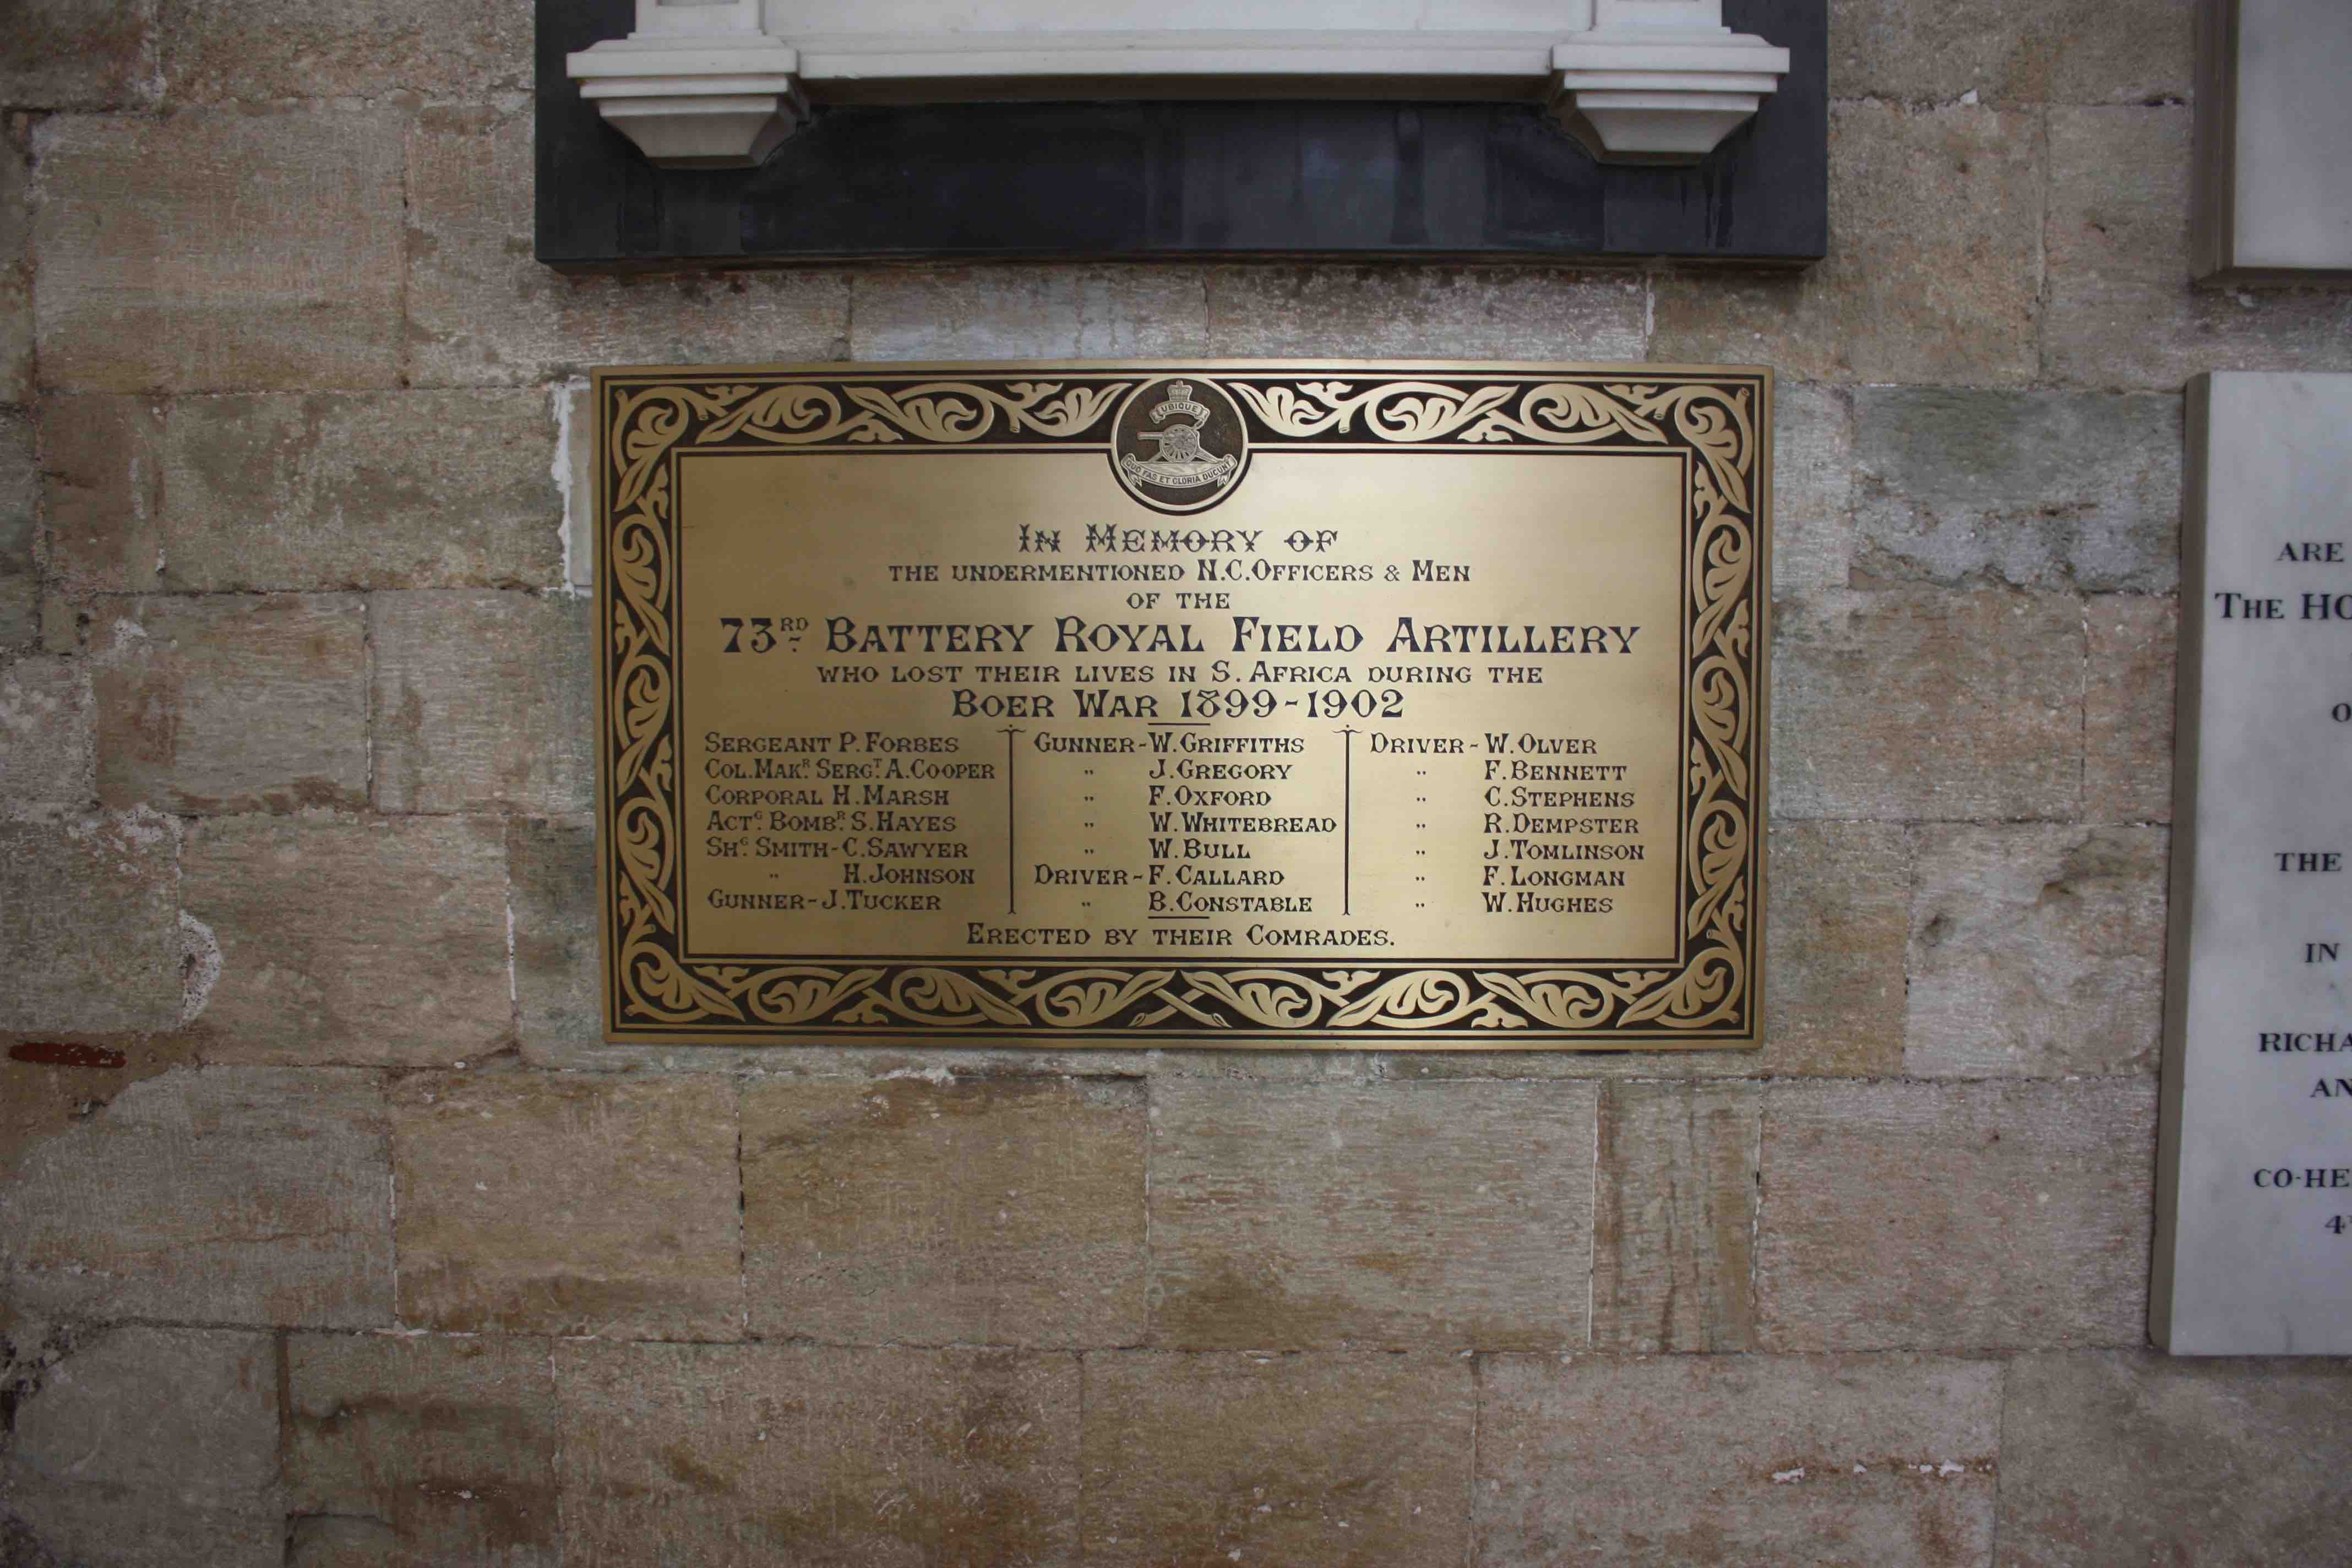 UBIQUE
QUO FAS ET GLORIA DUCUNT
IN MEMORY OF
THE UNDERMENTIONED N.C.OFFICERS & MEN
OF THE
73RD BATTERY ROYAL FIELD ARTILLERY
WHO LOST THEIR LIVES IN S. AFRICA DURING THE
BOER WAR 1899-1902
SERGEANT P. FORBES
COL. MAKR. SERGT. A. COOPER
CORPORAL H. MARSH
ACTG. BOMBR. S. HAYES
SHG. SMITH - C. SAWYER
" H. JOHNSON
GUNNER - J. TUCKER
GUNNER - W. GRIFFITHS
" J. GREGORY
" F. OXFORD
" W. WHITEBREAD
" W. BULL
DRIVER - F. CALLARD
" B. CONSTABLE
DRIVER - W. OLVER
" F. BENNETT
" C. STEPHENS
" R. DEMPSTER
" J. TOMLINSON
" F. LONGMAN
" W. HUGHES
ERECTED BY THEIR COMRADES.
ARE
THE HO
O
THE
IN
RICHA
AN
CO-HE
4